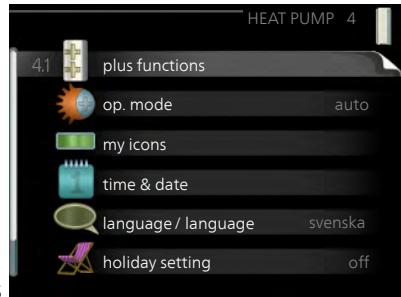 HEAT PUMP 4
4.1 plus functions
op. mode auto
my icons
time & date
language / language svenska
holiday setting off